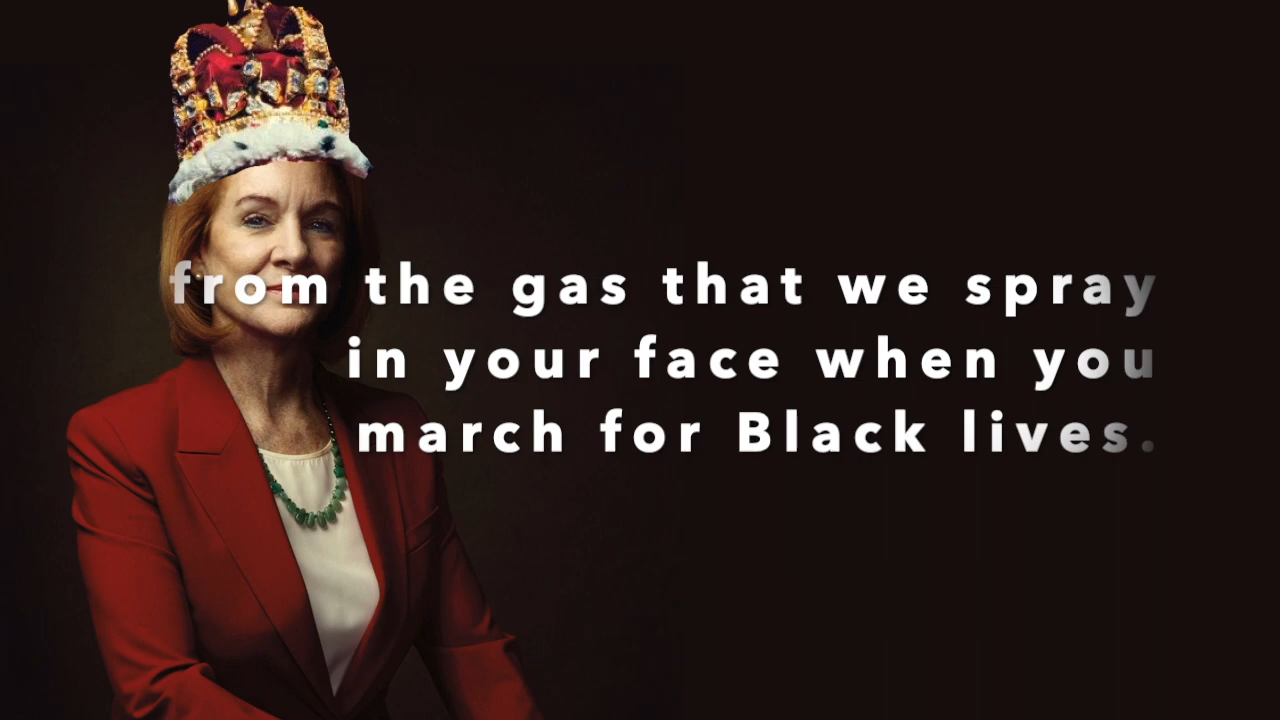 from the gas that we spray
in your face when you
march for Black lives.